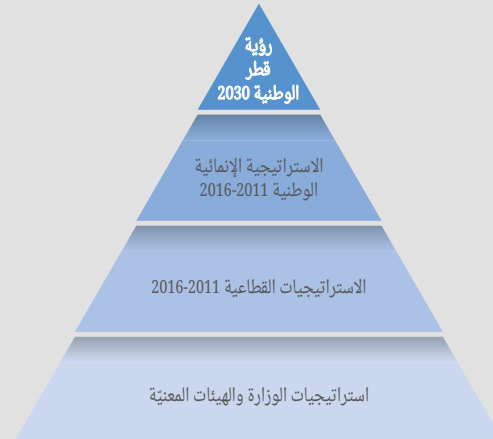 رؤية
قطر
الوطنية 2030
الاستراتيجية الإنمائية
الوطنية 2011-2016
الاستراتيجيات القطاعية 2011-2016
استراتيجيات الوزارة والهيئات المعنيّة